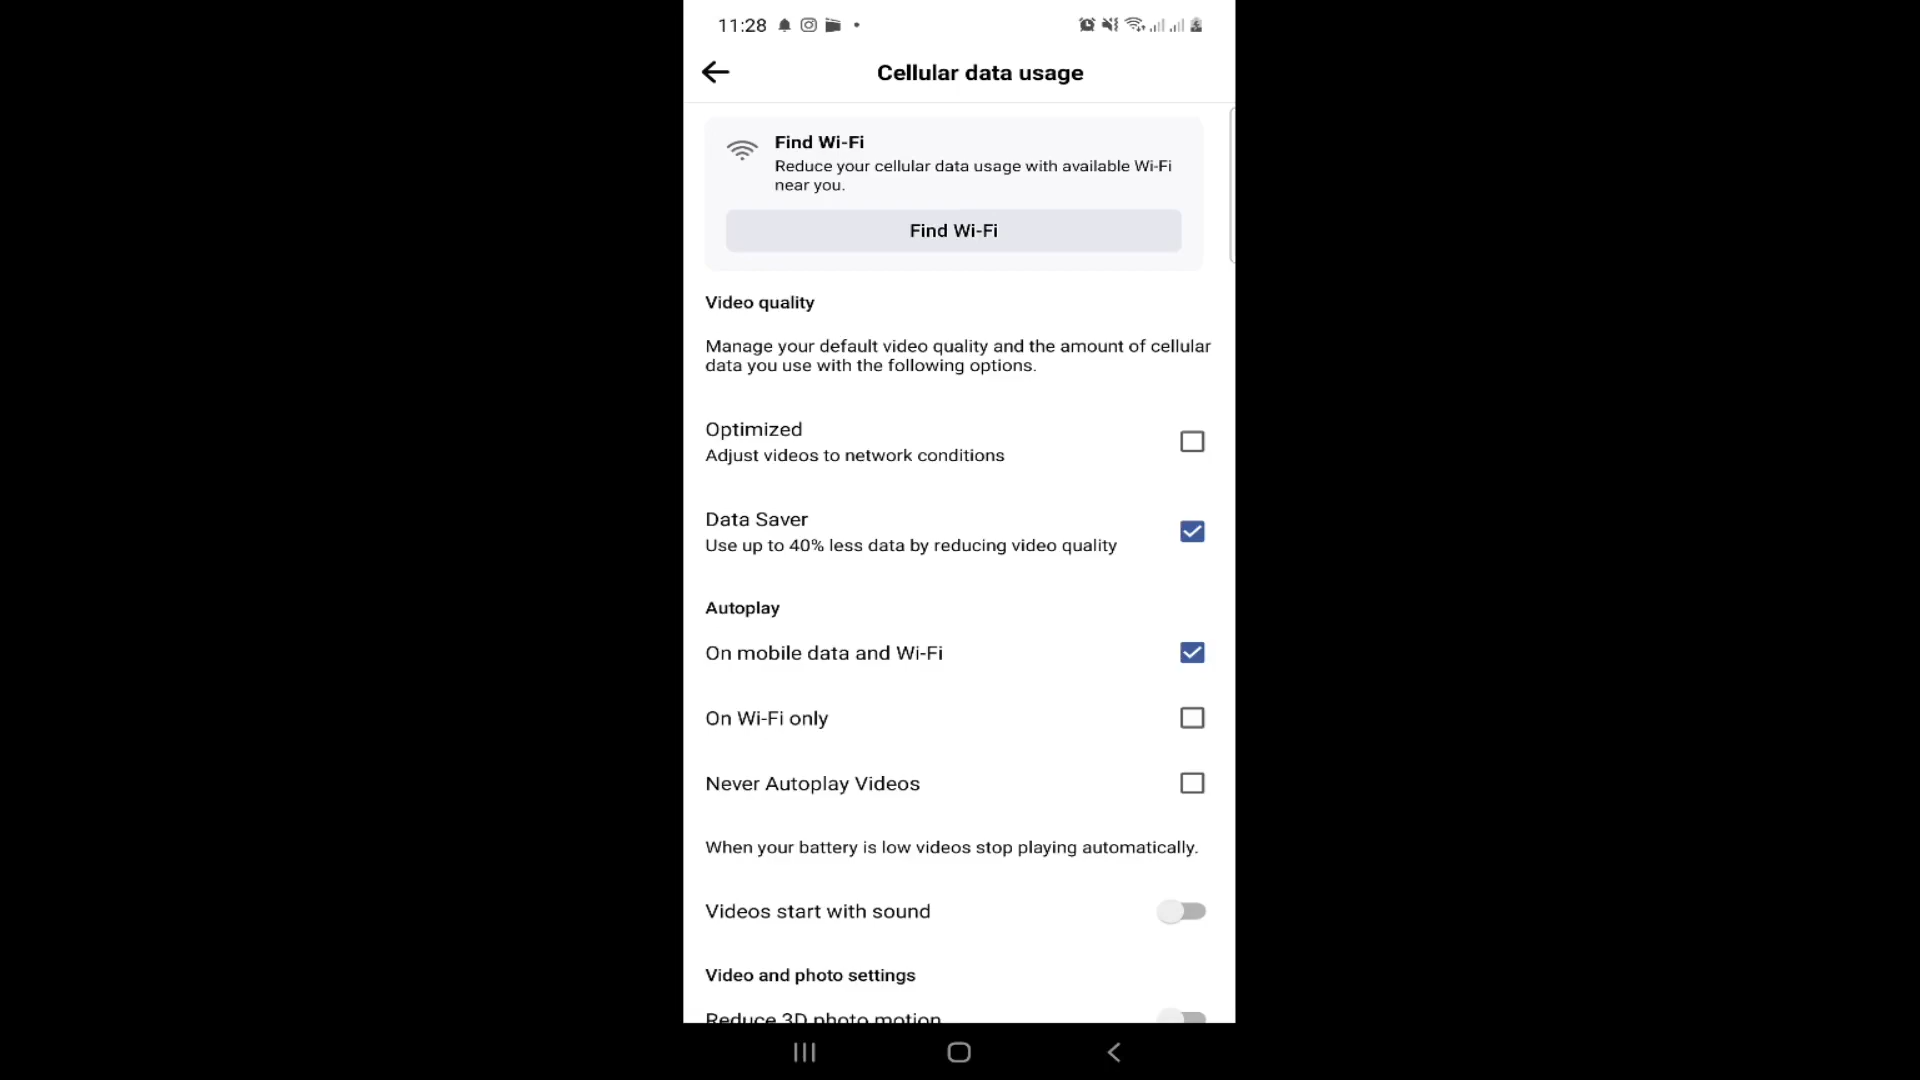 11:28
Cellular data usage
Find Wi-Fi
Reduce your cellular data usage with available Wi-Fi
near you.
Find Wi-Fi
Video quality
Manage your default video quality and the amount of cellular
data you use with the following options.
Optimized
Adjust videos to network conditions
Data Saver
Use up to 40% less data by reducing video quality
Autoplay
On mobile data and Wi-Fi
On Wi-Fi only
Never Autoplay Videos
When your battery is low videos stop playing automatically.
Videos start with sound
Video and photo settings
Reduce 3D photo motion